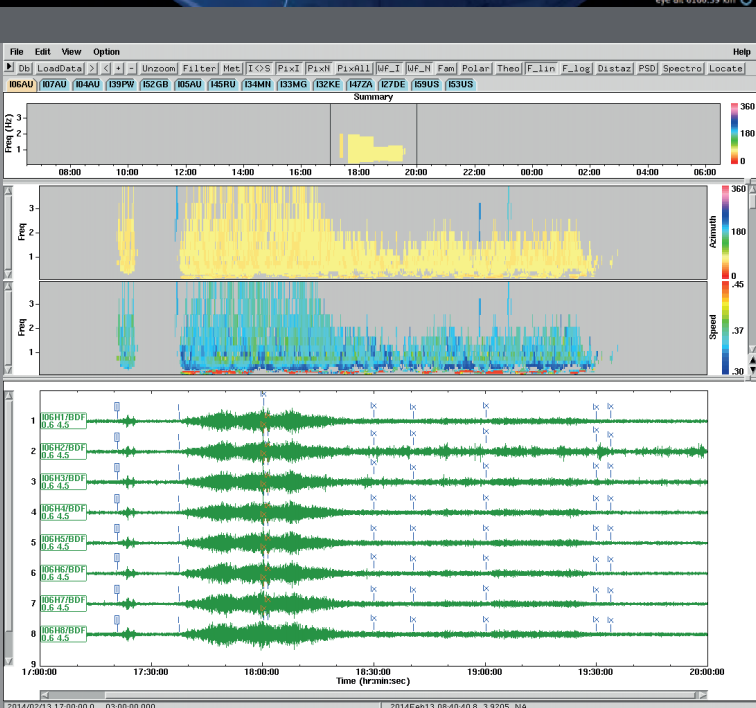 eye alt 6160.59 km
File Edit View Option Help
Db LoadData > < + - Unzoom Filter Met I<>S PixI PixN PixAll WF_I WF_N Fam Polar Theo F_lin F_log Distaz PSD Spectro Locate
I06AU I07AU I04AU I39PW I52GB I05AU I45RU I34MN I33MG I32KE I47ZA I27DE I59US I53US
Summary
Freq (Hz)
3
2
1
360
180
0
08:00 10:00 12:00 14:00 16:00 18:00 20:00 22:00 00:00 02:00 04:00 06:00
Freq
3
2
1
Azimuth
360
180
0
Freq
3
2
1
Speed
.45
.37
.30
1 I06H1/BDF
0.6 4.5
2 I06H2/BDF
0.6 4.5
3 I06H3/BDF
0.6 4.5
4 I06H4/BDF
0.6 4.5
5 I06H5/BDF
0.6 4.5
6 I06H6/BDF
0.6 4.5
7 I06H7/BDF
0.6 4.5
8 I06H8/BDF
0.6 4.5
9
17:00:00 17:30:00 18:00:00 18:30:00 19:00:00 19:30:00 20:00:00
Time (hr:min:sec)
2014/02/13 17:00:00.0 03:00:00.000 2014Feb13 08:40:40.8 3.9205 NA